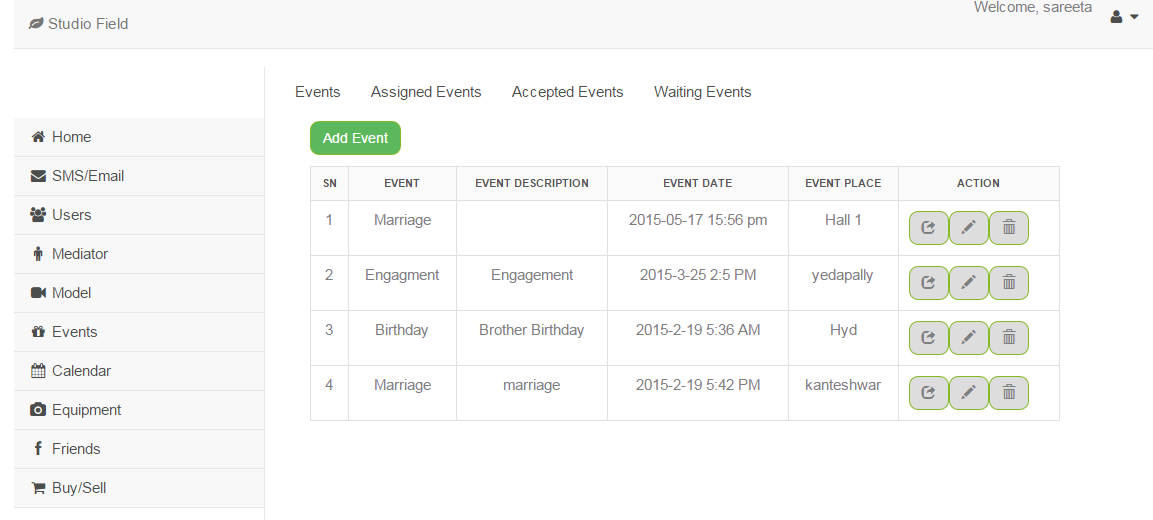 Welcome, sareeta
Studio Field
Events Assigned Events Accepted Events Waiting Events
Add Event
Home
SMS/Email
Users
Mediator
Model
Events
Calendar
Equipment
Friends
Buy/Sell
SN EVENT EVENT DESCRIPTION EVENT DATE EVENT PLACE ACTION
1 Marriage 2015-05-17 15:56 pm Hall 1
2 Engagment Engagement 2015-3-25 2:5 PM yedapally
3 Birthday Brother Birthday 2015-2-19 5:36 AM Hyd
4 Marriage marriage 2015-2-19 5:42 PM kanteshwar